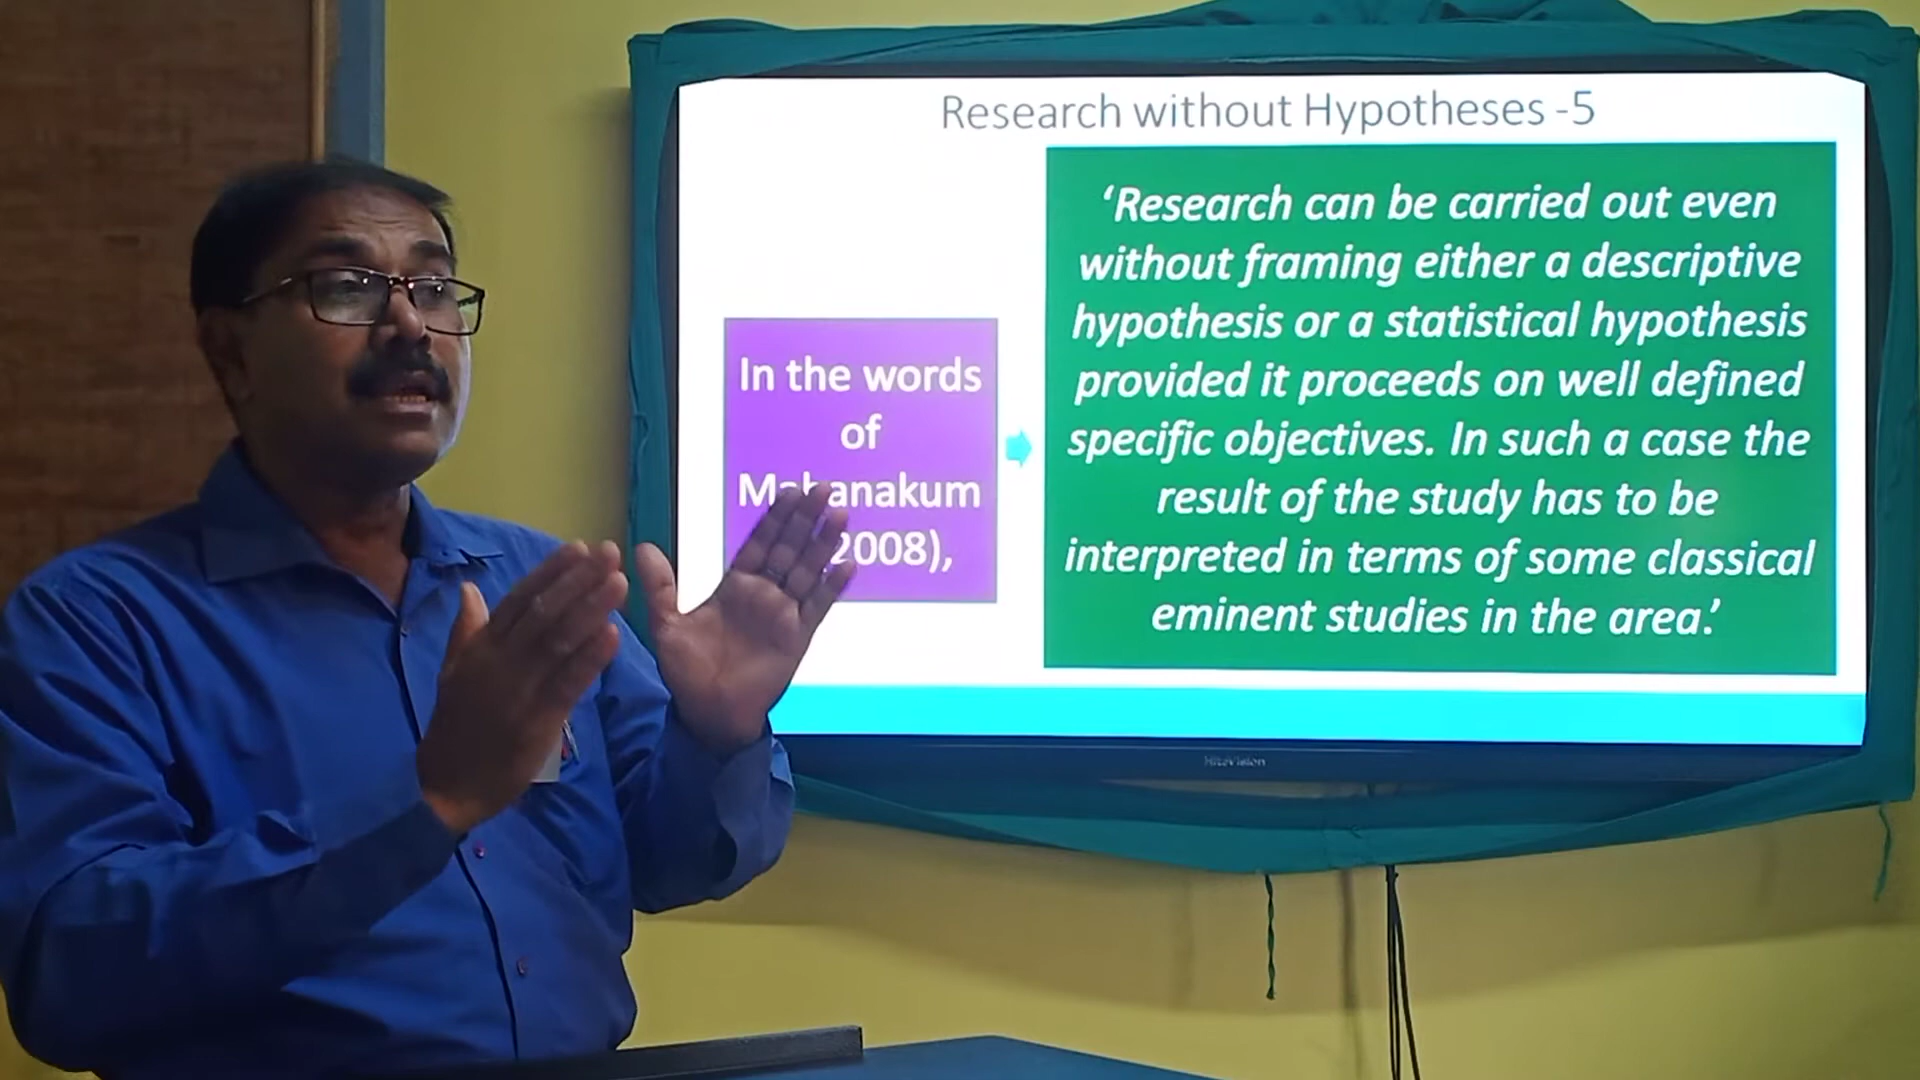 Research without Hypotheses -5
In the words
of
(2008),
‘Research can be carried out even
without framing either a descriptive
hypothesis or a statistical hypothesis
provided it proceeds on well defined
specific objectives. In such a case the
result of the study has to be
interpreted in terms of some classical
eminent studies in the area.’
HiteVision